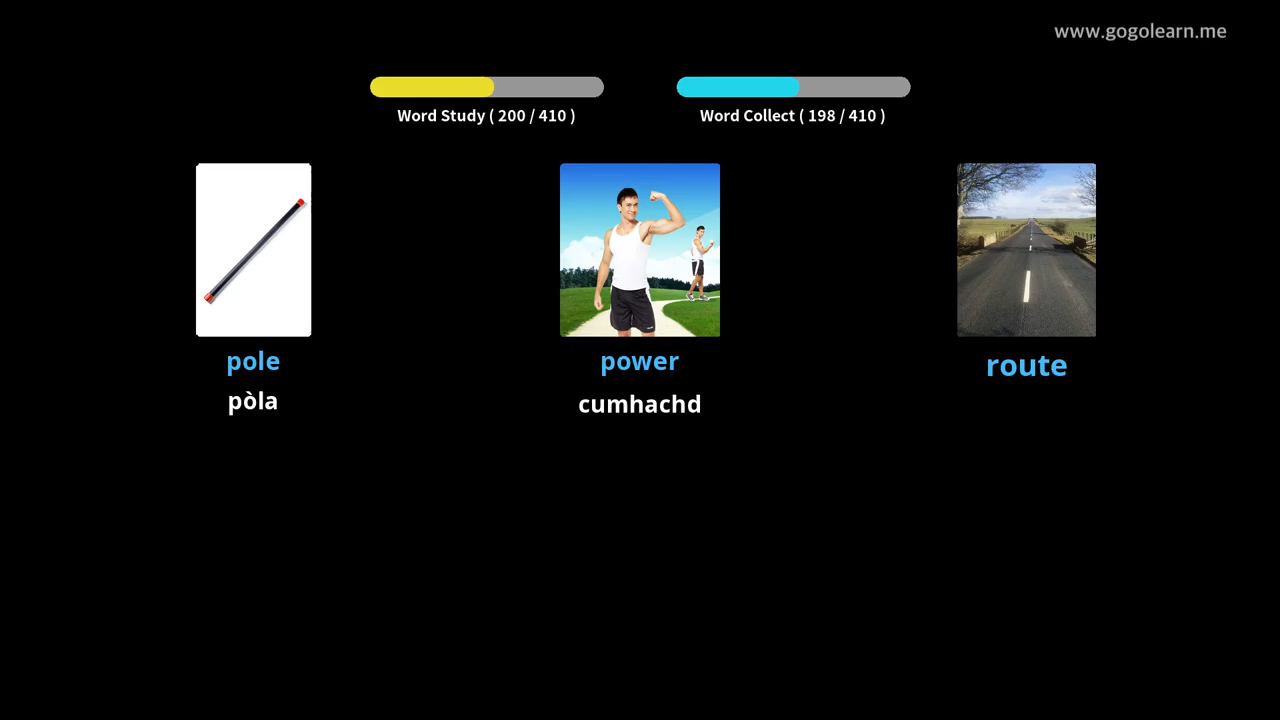 www.gogolearn.me
Word Study ( 200 / 410 )
Word Collect ( 198 / 410 )
pole
pòla
power
cumhachd
route